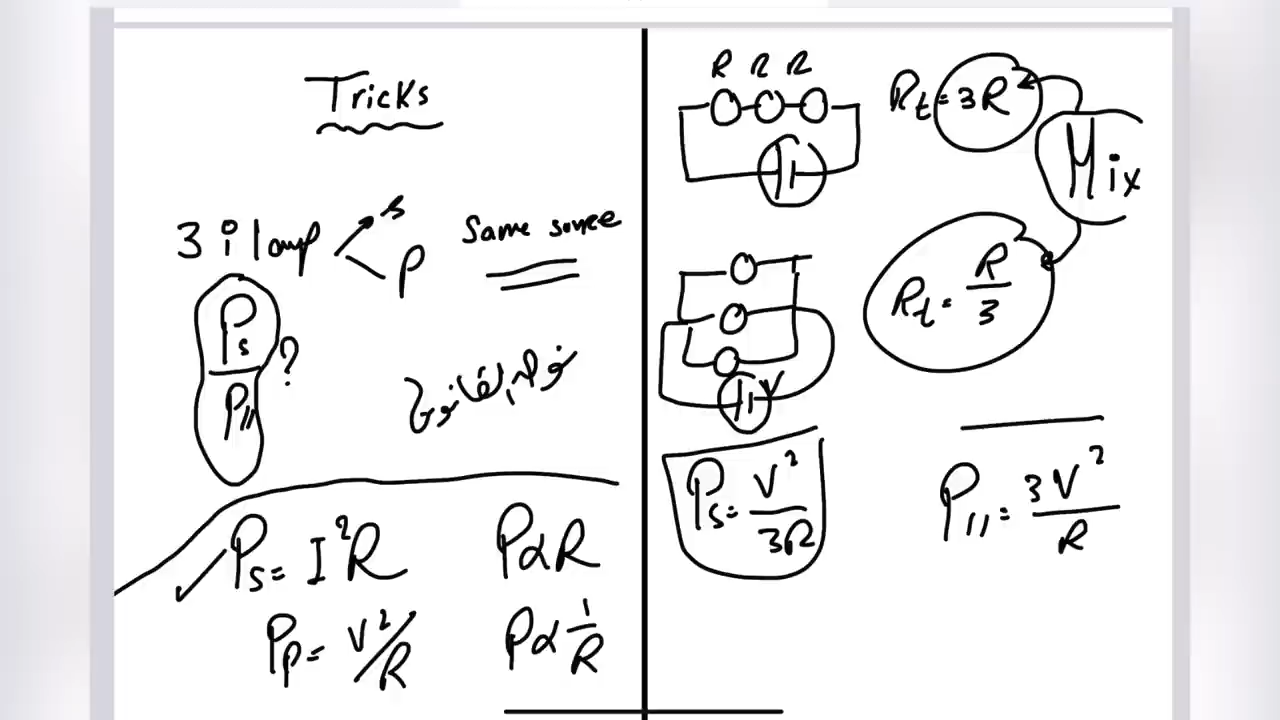 Tricks
3 i lamp s
P
Same source
Ps
P//
?
Ps = I²R
P α R
Pp = V²/R
P α 1/R
R R R
Rt = 3R
Mix
Rt = R/3
V
Ps = V²/3R
P// = 3V²/R